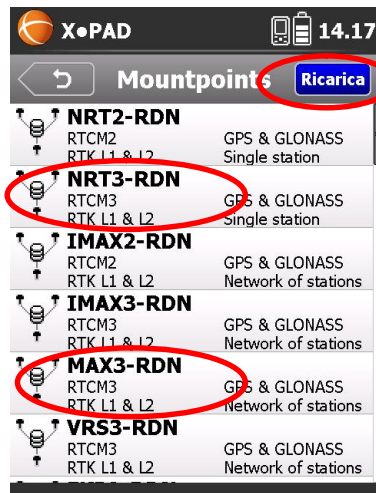 X●PAD 14.17
Mountpoints Ricarica
NRT2-RDN
RTCM2 GPS & GLONASS
RTK L1 & L2 Single station
NRT3-RDN
RTCM3 GPS & GLONASS
RTK L1 & L2 Single station
IMAX2-RDN
RTCM2 GPS & GLONASS
RTK L1 & L2 Network of stations
IMAX3-RDN
RTCM3 GPS & GLONASS
RTK L1 & L2 Network of stations
MAX3-RDN
RTCM3 GPS & GLONASS
RTK L1 & L2 Network of stations
VRS3-RDN
RTCM3 GPS & GLONASS
RTK L1 & L2 Network of stations